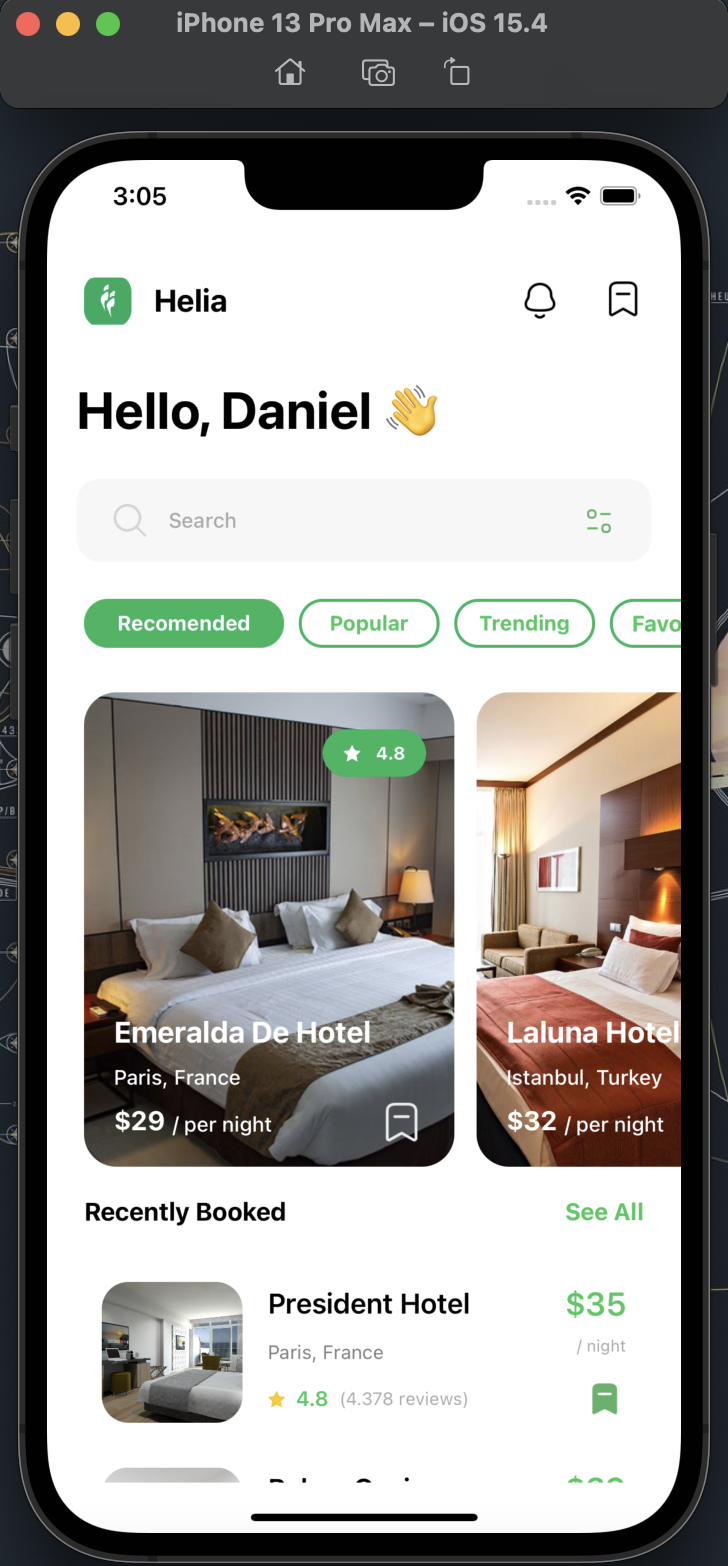 iPhone 13 Pro Max – iOS 15.4
3:05
Helia
Hello, Daniel 👋
Search
Recomended Popular Trending Favo
4.8
Emeralda De Hotel
Paris, France
$29 / per night
Laluna Hotel
Istanbul, Turkey
$32 / per night
Recently Booked See All
President Hotel $35
Paris, France / night
4.8 (4.378 reviews)